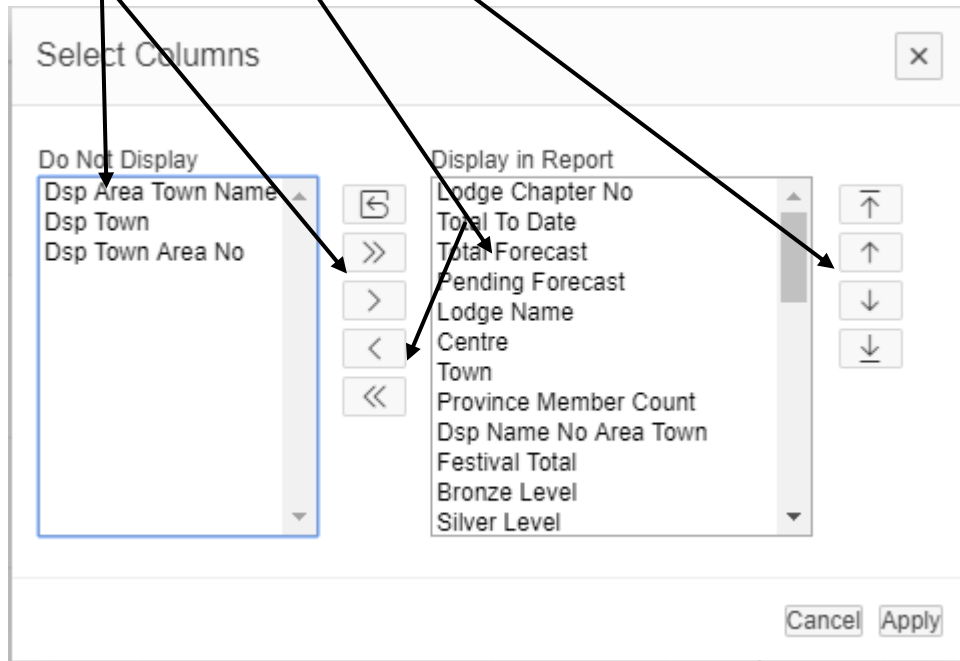 Select Columns
Do Not Display
Dsp Area Town Name
Dsp Town
Dsp Town Area No
Display in Report
Lodge Chapter No
Total To Date
Total Forecast
Pending Forecast
Lodge Name
Centre
Town
Province Member Count
Dsp Name No Area Town
Festival Total
Bronze Level
Silver Level
Cancel Apply